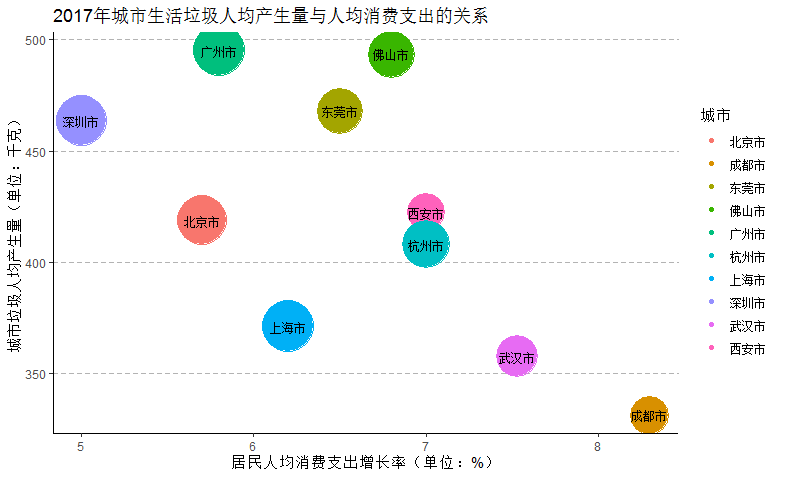 2017年城市生活垃圾人均产生量与人均消费支出的关系
城市垃圾人均产生量（单位：千克）
500
450
400
350
广州市
佛山市
深圳市
东莞市
北京市
西安市
杭州市
上海市
武汉市
成都市
5
6
7
8
居民人均消费支出增长率（单位：%）
城市
北京市
成都市
东莞市
佛山市
广州市
杭州市
上海市
深圳市
武汉市
西安市